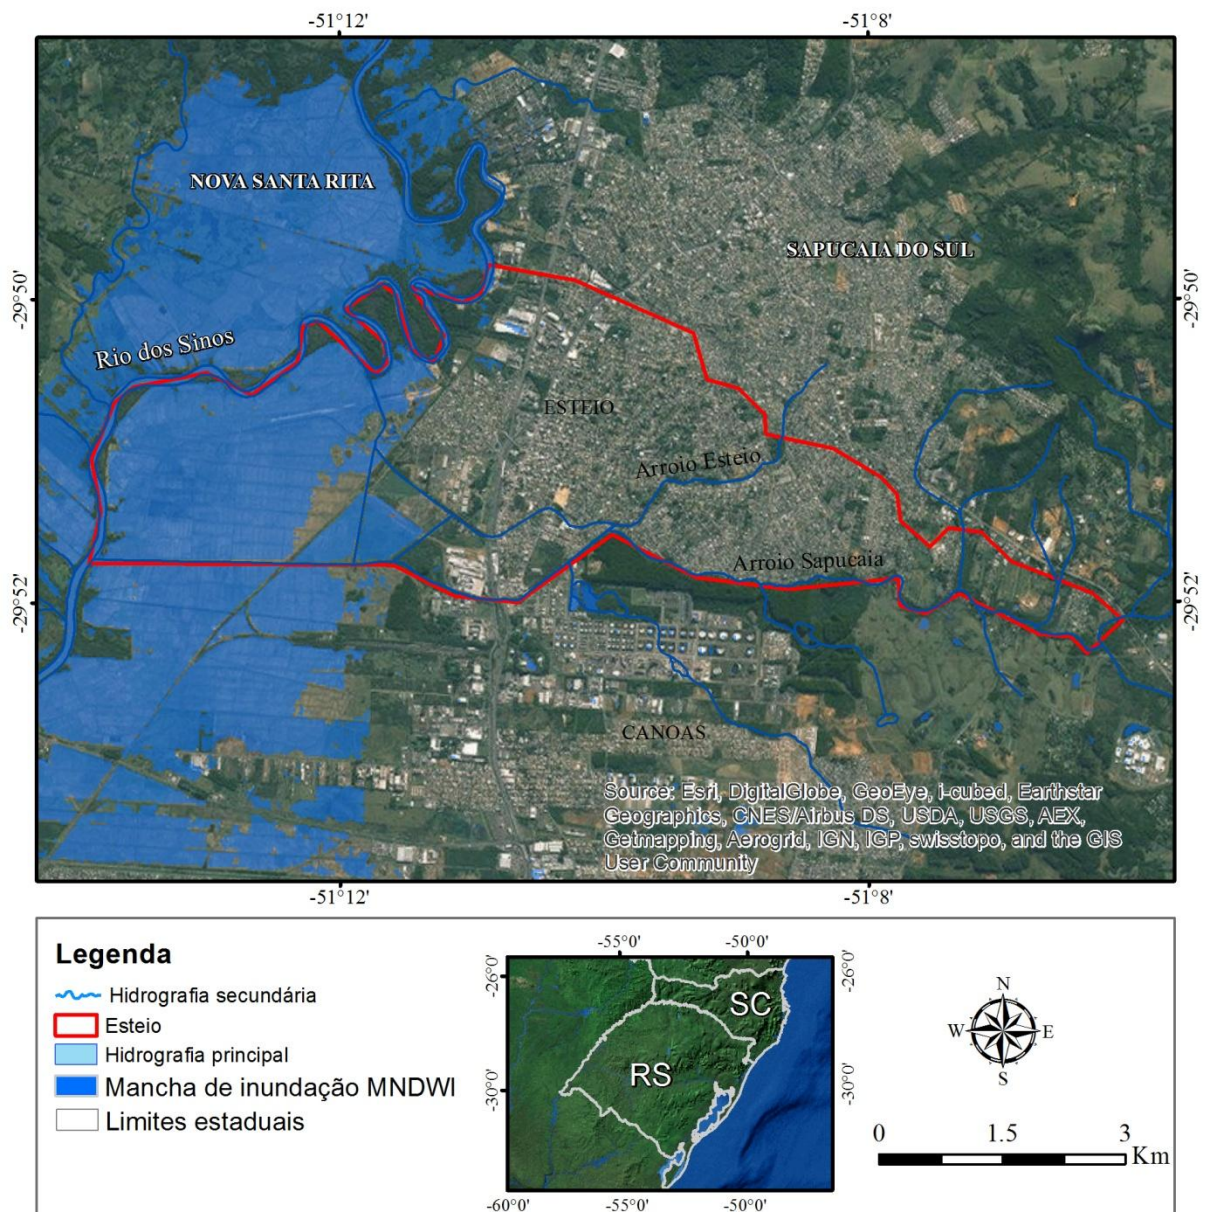 -51°12'
-51°8'
-29°50'
-29°50'
NOVA SANTA RITA
SAPUCAIA DO SUL
Rio dos Sinos
ESTEIO
Arroio Esteio
Arroio Sapucaia
-29°52'
-29°52'
CANOAS
Source: Esri, DigitalGlobe, GeoEye, i-cubed, Earthstar
Geographics, CNES/Airbus DS, USDA, USGS, AEX,
Getmapping, Aerogrid, IGN, IGP, swisstopo, and the GIS
User Community
-51°12'
-51°8'
Legenda
Hidrografia secundária
Esteio
Hidrografia principal
Mancha de inundação MNDWI
Limites estaduais
-55°0'
-50°0'
-26°0'
-26°0'
SC
RS
-30°0'
-30°0'
-60°0'
-55°0'
-50°0'
N
W
E
S
0
1.5
3
Km